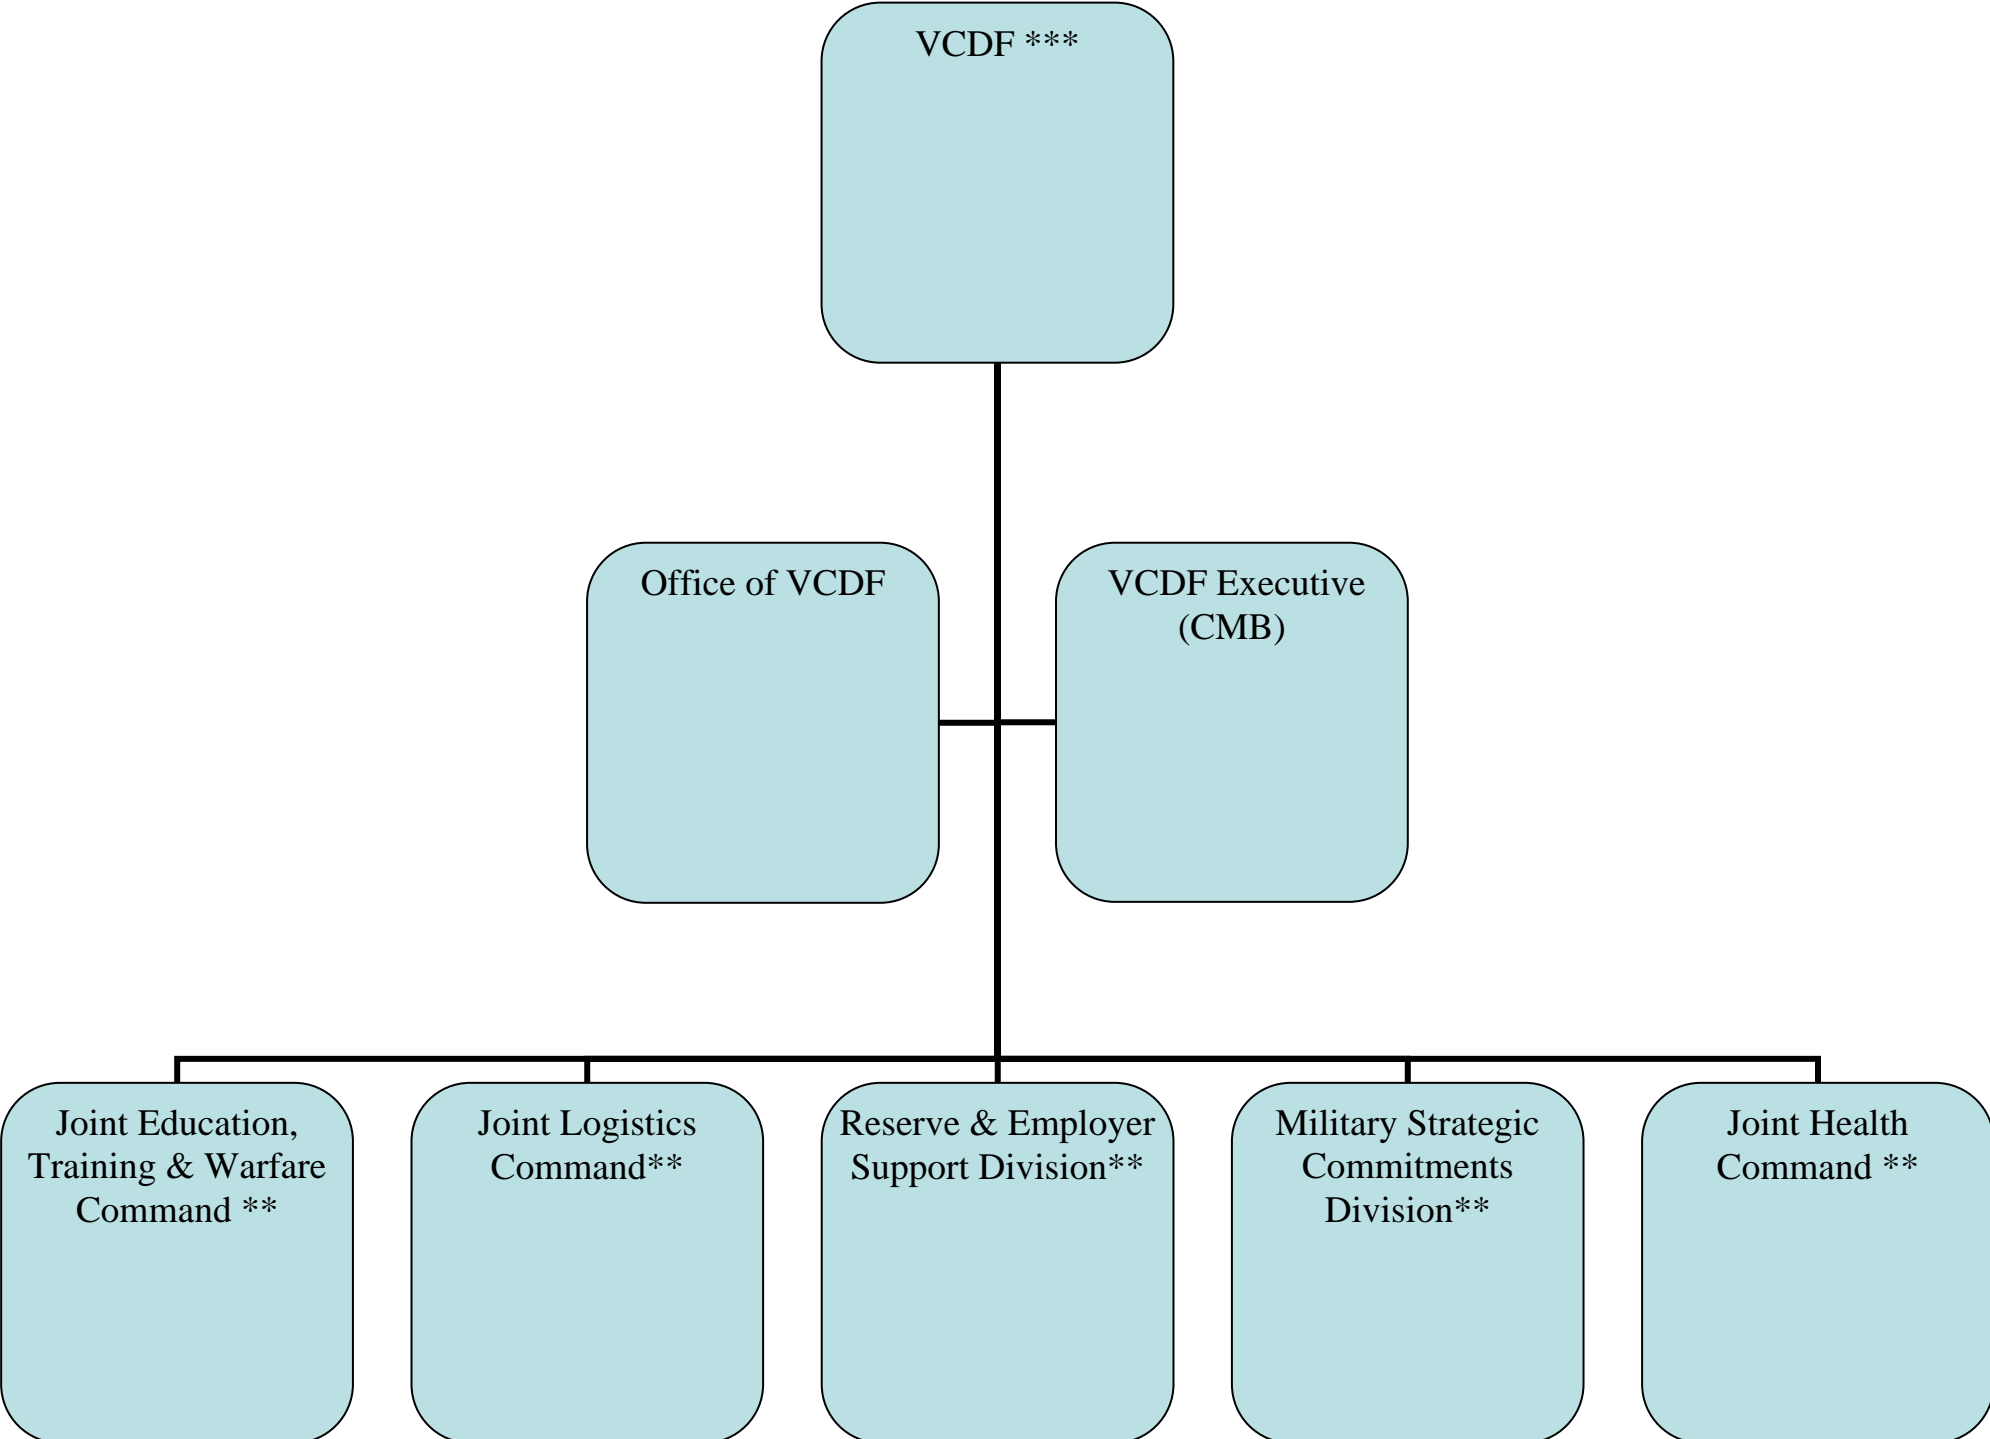 VCDF ***
Office of VCDF
VCDF Executive
(CMB)
Joint Education,
Training & Warfare
Command **
Joint Logistics
Command**
Reserve & Employer
Support Division**
Military Strategic
Commitments
Division**
Joint Health
Command **